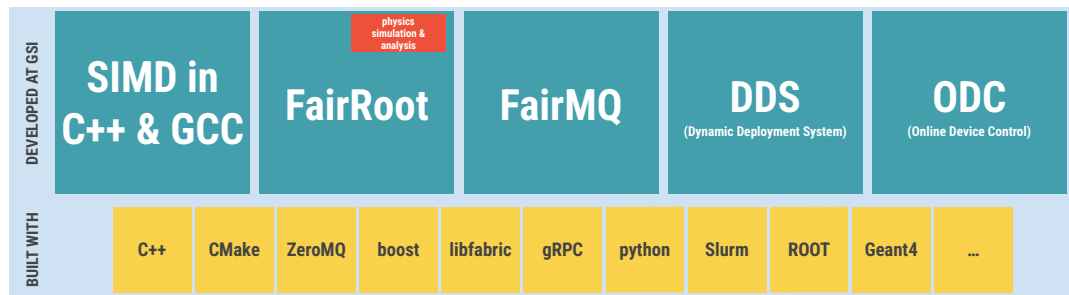 DEVELOPED AT GSI
SIMD in
C++ & GCC
physics
simulation &
analysis
FairRoot
FairMQ
DDS
(Dynamic Deployment System)
ODC
(Online Device Control)
BUILT WITH
C++
CMake
ZeroMQ
boost
libfabric
gRPC
python
Slurm
ROOT
Geant4
...